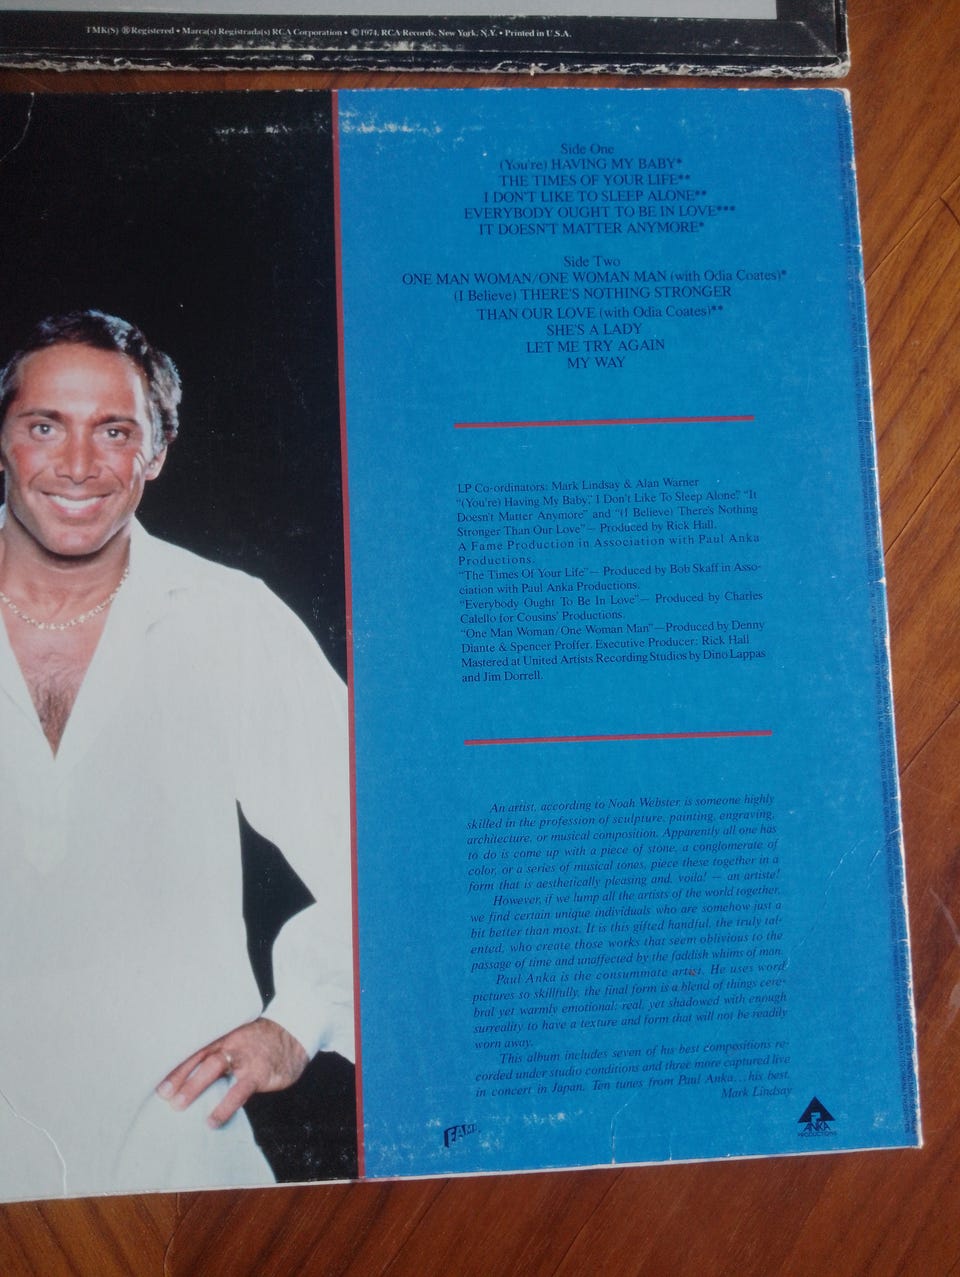 TMK(S) ® Registered • Marca(s) Registrada(s) RCA Corporation • © 1974, RCA Records, New York, N.Y. • Printed in U.S.A.
Side One
(You're) HAVING MY BABY*
THE TIMES OF YOUR LIFE**
I DON'T LIKE TO SLEEP ALONE**
EVERYBODY OUGHT TO BE IN LOVE***
IT DOESN'T MATTER ANYMORE*
Side Two
ONE MAN WOMAN/ONE WOMAN MAN (with Odia Coates)*
(I Believe) THERE'S NOTHING STRONGER
THAN OUR LOVE (with Odia Coates)**
SHE'S A LADY
LET ME TRY AGAIN
MY WAY
LP Co-ordinators: Mark Lindsay & Alan Warner
"(You're) Having My Baby," I Don't Like To Sleep Alone," "It
Doesn't Matter Anymore" and "(I Believe) There's Nothing
Stronger Than Our Love"— Produced by Rick Hall.
A Fame Production in Association with Paul Anka
Productions.
"The Times Of Your Life"— Produced by Bob Skaff in Asso-
ciation with Paul Anka Productions.
"Everybody Ought To Be In Love"— Produced by Charles
Calello for Cousins' Productions.
"One Man Woman/One Woman Man"—Produced by Denny
Diante & Spencer Proffer. Executive Producer: Rick Hall
Mastered at United Artists Recording Studios by Dino Lappas
and Jim Dorrell.
An artist, according to Noah Webster, is someone highly
skilled in the profession of sculpture, painting, engraving,
architecture, or musical composition. Apparently all one has
to do is come up with a piece of stone, a conglomerate of
color, or a series of musical tones, piece these together in a
form that is aesthetically pleasing and, voila! — an artiste!
However, if we lump all the artists of the world together,
we find certain unique individuals who are somehow just a
bit better than most. It is this gifted handful, the truly tal-
ented, who create those works that seem oblivious to the
passage of time and unaffected by the faddish whims of man.
Paul Anka is the consummate artist. He uses word
pictures so skillfully, the final form is a blend of things cere-
bral yet warmly emotional; real, yet shadowed with enough
surreality to have a texture and form that will not be readily
worn away.
This album includes seven of his best compositions re-
corded under studio conditions and three more captured live
in concert in Japan. Ten tunes from Paul Anka...his best.
Mark Lindsay
FAME
ANKA
PRODUCTIONS